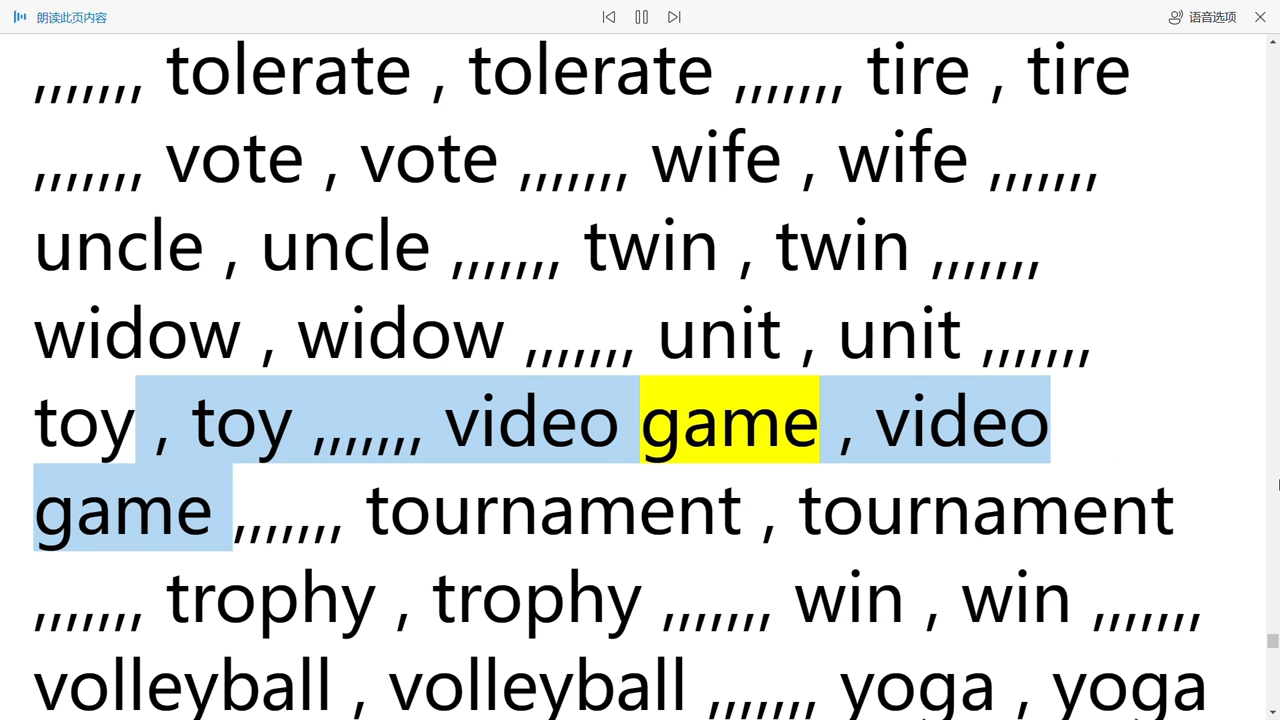 朗读此页内容 语音选项
,,,,,,, tolerate , tolerate ,,,,,,, tire , tire
,,,,,,, vote , vote ,,,,,,, wife , wife ,,,,,,,
uncle , uncle ,,,,,,, twin , twin ,,,,,,,
widow , widow ,,,,,,, unit , unit ,,,,,,,
toy , toy ,,,,,,, video game , video
game ,,,,,,, tournament , tournament
,,,,,,, trophy , trophy ,,,,,,, win , win ,,,,,,,
volleyball , volleyball ,,,,,,, yoga , yoga